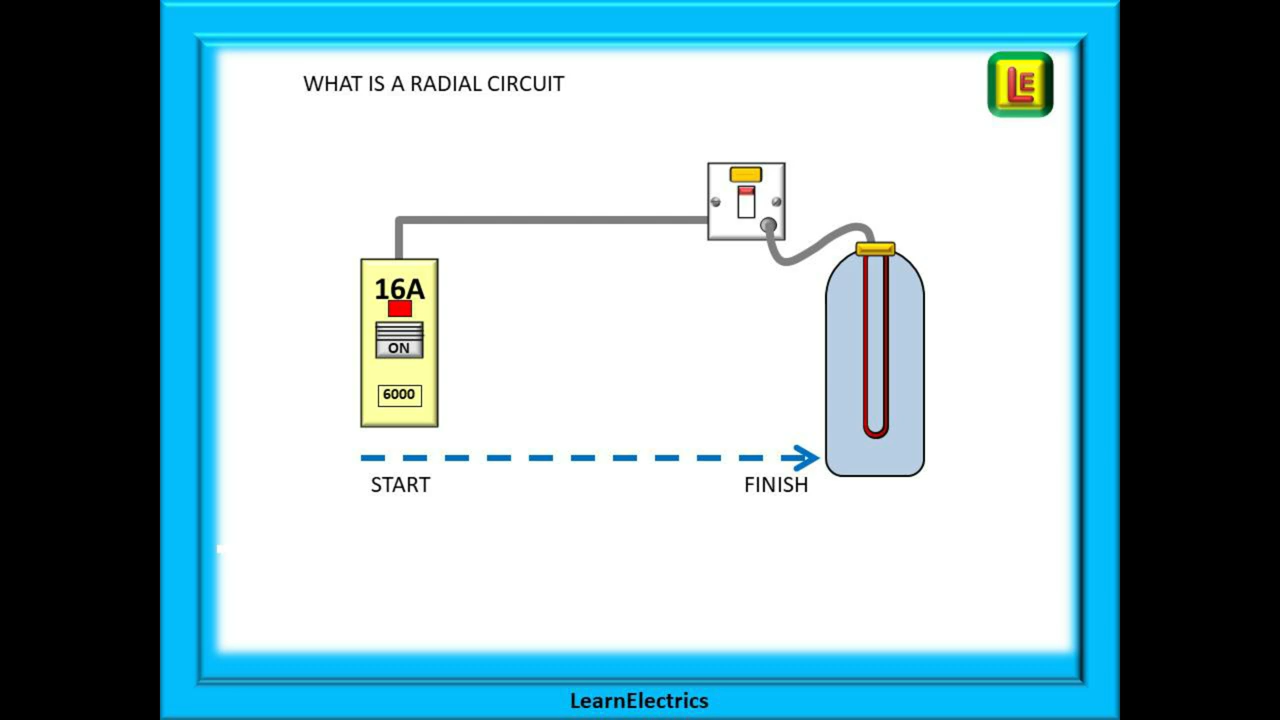 WHAT IS A RADIAL CIRCUIT
LE
16A
ON
6000
START
FINISH
LearnElectrics